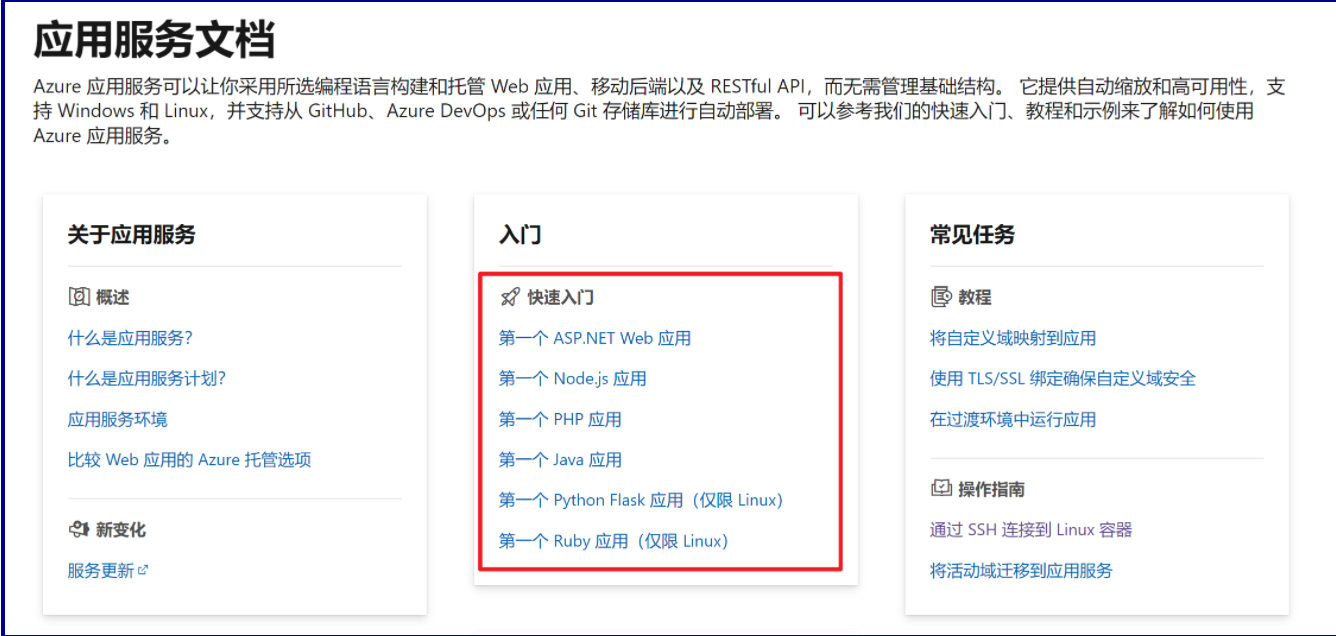 应用服务文档
Azure 应用服务可以让你采用所选编程语言构建和托管 Web 应用、移动后端以及 RESTful API，而无需管理基础结构。 它提供自动缩放和高可用性，支
持 Windows 和 Linux，并支持从 GitHub、Azure DevOps 或任何 Git 存储库进行自动部署。 可以参考我们的快速入门、教程和示例来了解如何使用
Azure 应用服务。
关于应用服务
概述
什么是应用服务?
什么是应用服务计划?
应用服务环境
比较 Web 应用的 Azure 托管选项
新变化
服务更新
入门
快速入门
第一个 ASP.NET Web 应用
第一个 Node.js 应用
第一个 PHP 应用
第一个 Java 应用
第一个 Python Flask 应用（仅限 Linux）
第一个 Ruby 应用（仅限 Linux）
常见任务
教程
将自定义域映射到应用
使用 TLS/SSL 绑定确保自定义域安全
在过渡环境中运行应用
操作指南
通过 SSH 连接到 Linux 容器
将活动域迁移到应用服务